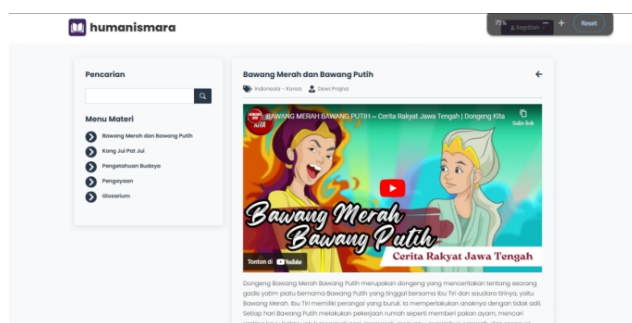 humanismara
75%
Septian
Reset
Pencarian
Menu Materi
Bawang Merah dan Bawang Putih
Kong Jui Pat Jui
Pengetahuan Budaya
Pengayaan
Glosarium
Bawang Merah dan Bawang Putih
Indonesia - Korea Dewi Prajna
BAWANG MERAH BAWANG PUTIH ~ Cerita Rakyat Jawa Tengah | Dongeng Kita
Salin link
Bawang Merah
Bawang Putih
Cerita Rakyat Jawa Tengah
Tonton di YouTube
Dongeng Bawang Merah Bawang Putih merupakan dongeng yang menceritakan tentang seorang
gadis yatim piatu bernama Bawang Putih yang tinggal bersama Ibu Tiri dan saudara tirinya, yaitu
Bawang Merah. Ibu Tiri memiliki perangai yang buruk. Ia memperlakukan anaknya dengan tidak adil.
Setiap hari Bawang Putih melakukan pekerjaan rumah seperti memberi pakan ayam, mencari